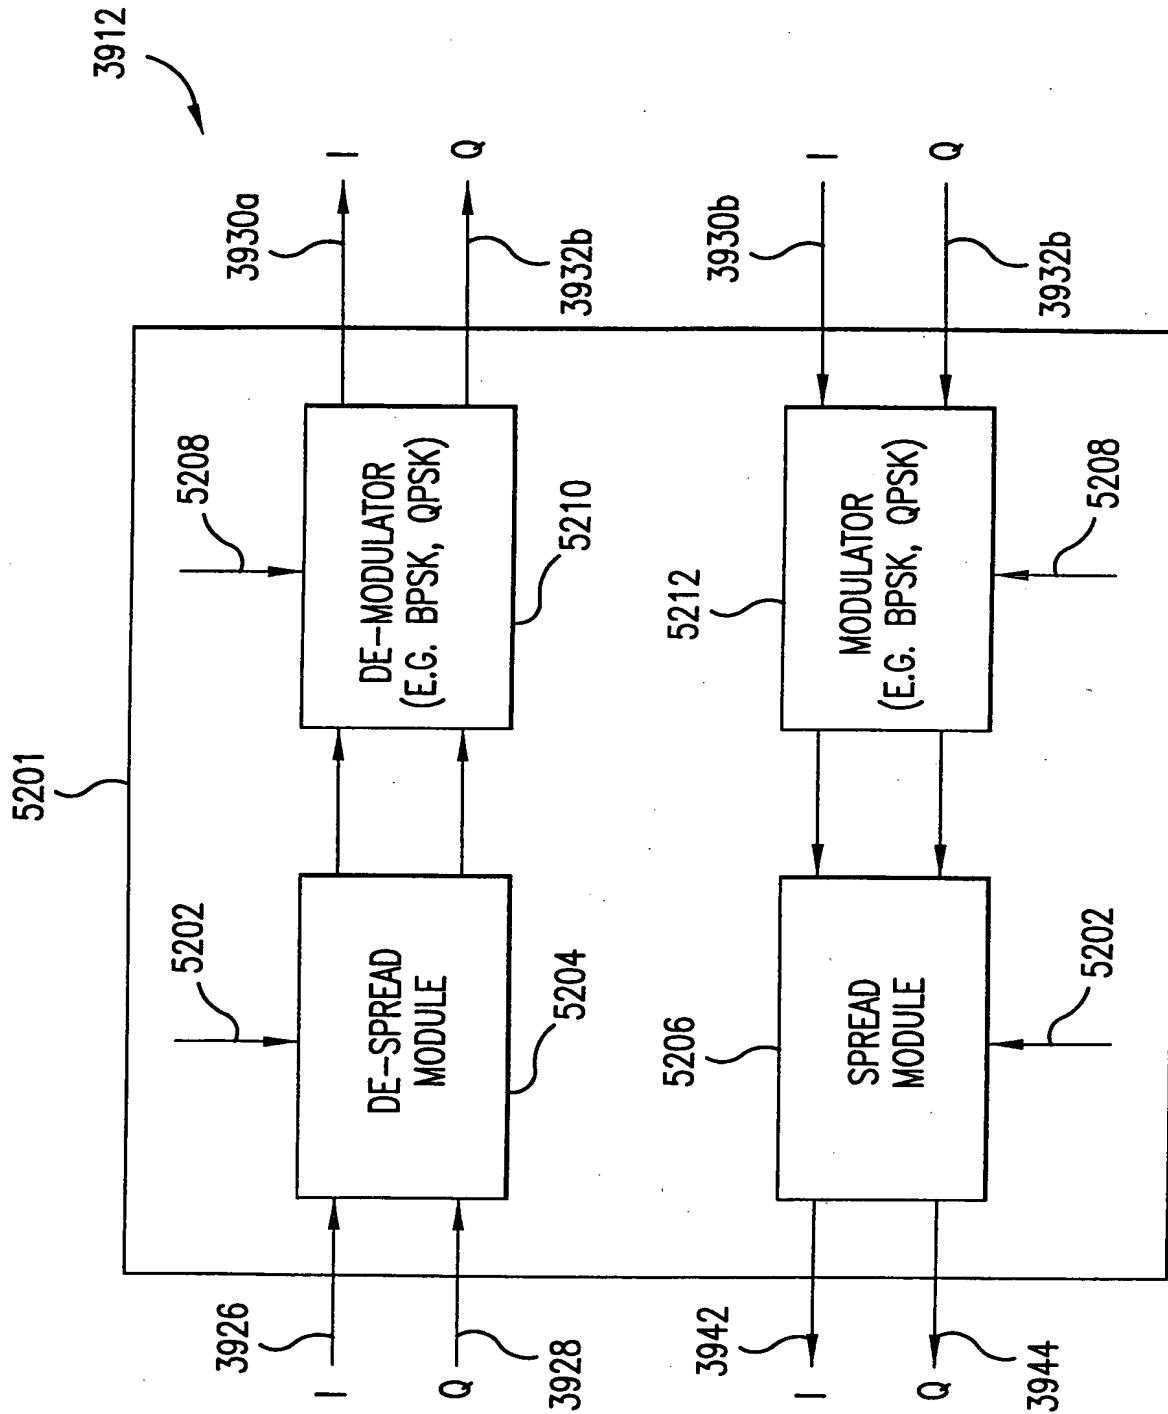 3912
5201
5202
5208
3926
I
3928
Q
DE-SPREAD
MODULE
5204
DE-MODULATOR
(E.G. BPSK, QPSK)
5210
3930a
I
3932b
Q
3942
I
3944
Q
5206
SPREAD
MODULE
5202
5212
MODULATOR
(E.G. BPSK, QPSK)
5208
3930b
I
3932b
Q